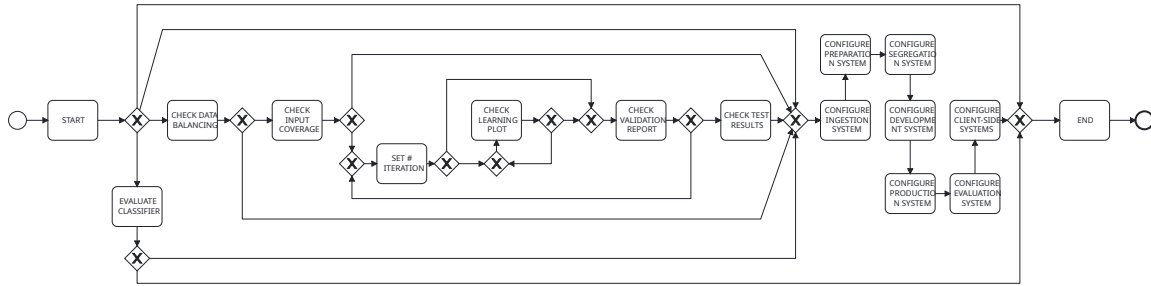 START
CHECK DATA
BALANCING
CHECK
INPUT
COVERAGE
SET #
ITERATION
CHECK
LEARNING
PLOT
CHECK
VALIDATION
REPORT
CHECK TEST
RESULTS
CONFIGURE
INGESTION
SYSTEM
CONFIGURE
PREPARATIO
N SYSTEM
CONFIGURE
SEGREGATIO
N SYSTEM
CONFIGURE
DEVELOPME
NT SYSTEM
CONFIGURE
PRODUCTIO
N SYSTEM
CONFIGURE
EVALUATION
SYSTEM
CONFIGURE
CLIENT-SIDE
SYSTEMS
END
EVALUATE
CLASSIFIER